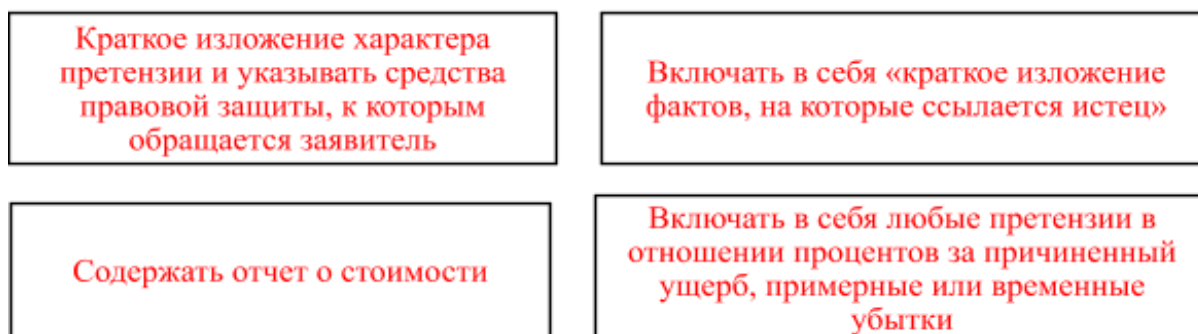 Краткое изложение характера
претензии и указывать средства
правовой защиты, к которым
обращается заявитель
Включать в себя «краткое изложение
фактов, на которые ссылается истец»
Содержать отчет о стоимости
Включать в себя любые претензии в
отношении процентов за причиненный
ущерб, примерные или временные
убытки